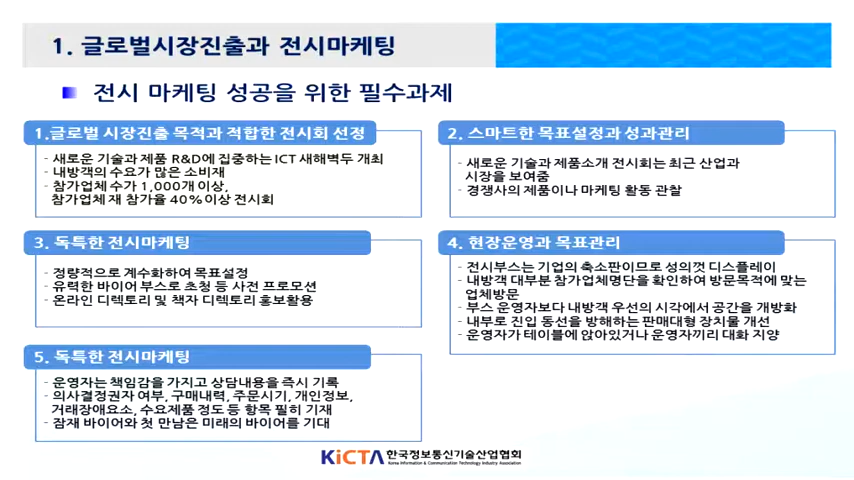 1. 글로벌시장진출과 전시마케팅
전시 마케팅 성공을 위한 필수과제
1.글로벌 시장진출 목적과 적합한 전시회 선정
- 새로운 기술과 제품 R&D에 집중하는 ICT 새해벽두 개최
- 내방객의 수요가 많은 소비재
- 참가업체 수가 1,000개 이상,
참가업체 재 참가율 40%이상 전시회
2. 스마트한 목표설정과 성과관리
- 새로운 기술과 제품소개 전시회는 최근 산업과
시장을 보여줌
- 경쟁사의 제품이나 마케팅 활동 관찰
3. 독특한 전시마케팅
- 정량적으로 계수화하여 목표설정
- 유력한 바이어 부스로 초청 등 사전 프로모션
- 온라인 디렉토리 및 책자 디렉토리 홍보활용
4. 현장운영과 목표관리
- 전시부스는 기업의 축소판이므로 성의껏 디스플레이
- 내방객 대부분 참가업체명단을 확인하여 방문목적에 맞는
업체방문
- 부스 운영자보다 내방객 우선의 시각에서 공간을 개방화
- 내부로 진입 동선을 방해하는 판매대형 장치물 개선
- 운영자가 테이블에 앉아있거나 운영자끼리 대화 지양
5. 독특한 전시마케팅
- 운영자는 책임감을 가지고 상담내용을 즉시 기록
- 의사결정권자 여부, 구매내력, 주문시기, 개인정보,
거래장애요소, 수요제품 정도 등 항목 필히 기재
- 잠재 바이어와 첫 만남은 미래의 바이어를 기대
KiCTA 한국정보통신기술산업협회
Korea Information & Communication Technology Industry Association